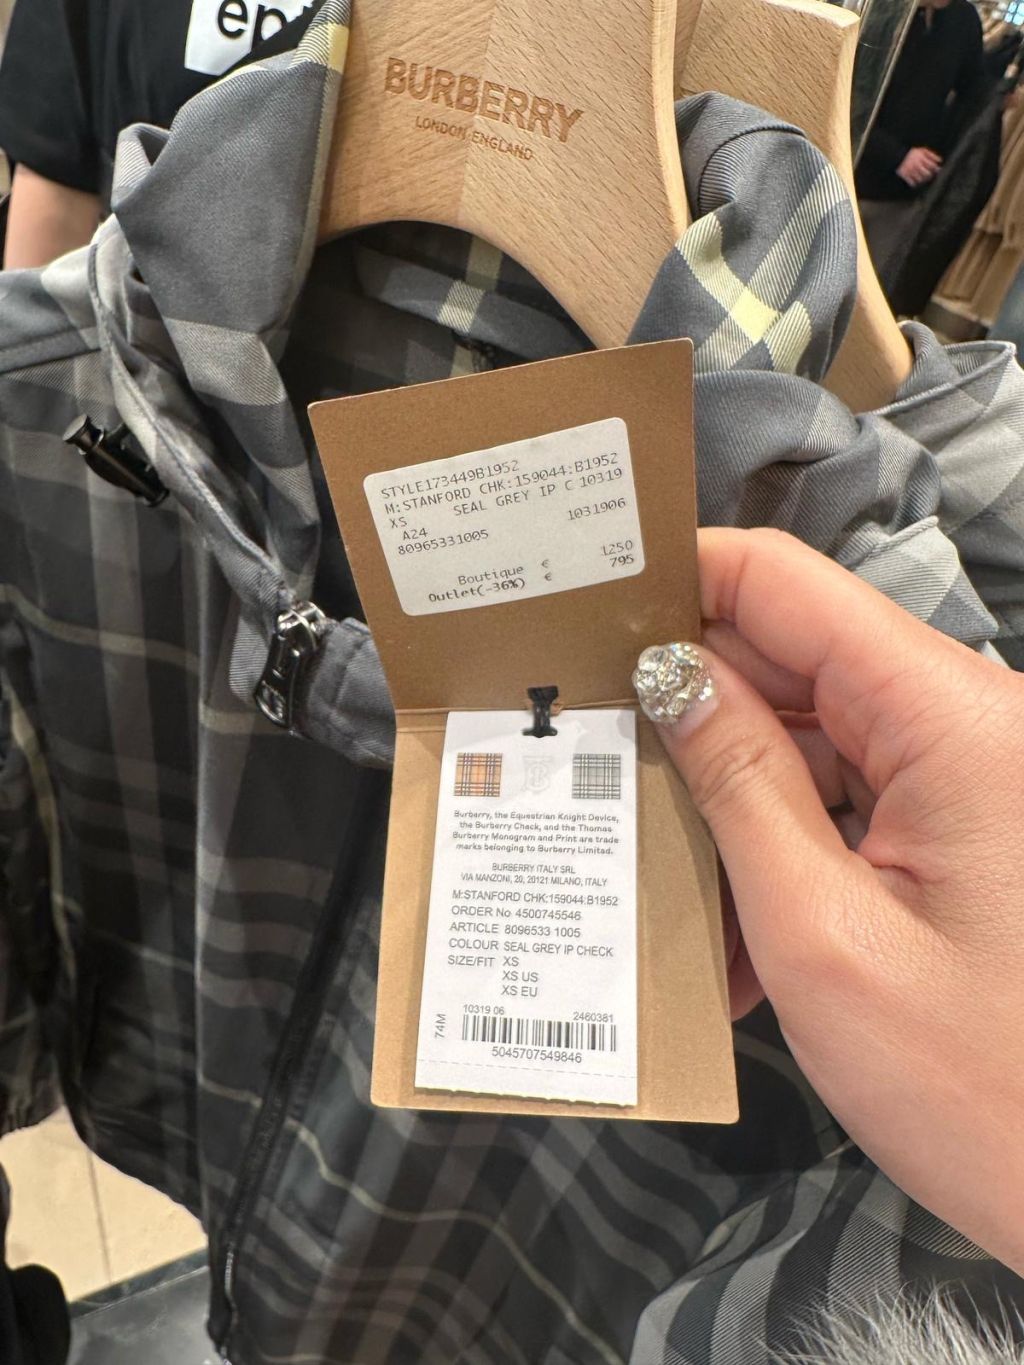 ep
BURBERRY
LONDON, ENGLAND
STYLE173449B1952
M:STANFORD CHK:159044:B1952
XS SEAL GREY IP C 10319
A24
80965331005 1031906
Boutique € 1250
Outlet(-36%) € 795
Burberry, the Equestrian Knight Device,
the Burberry Check, and the Thomas
Burberry Monogram and Print are trade
marks belonging to Burberry Limited.
BURBERRY ITALY SRL
VIA MANZONI, 20, 20121 MILANO, ITALY
M:STANFORD CHK:159044:B1952
ORDER No 4500745546
ARTICLE 8096533 1005
COLOUR SEAL GREY IP CHECK
SIZE/FIT XS
XS US
XS EU
74M
10319 06 2460381
5045707549846